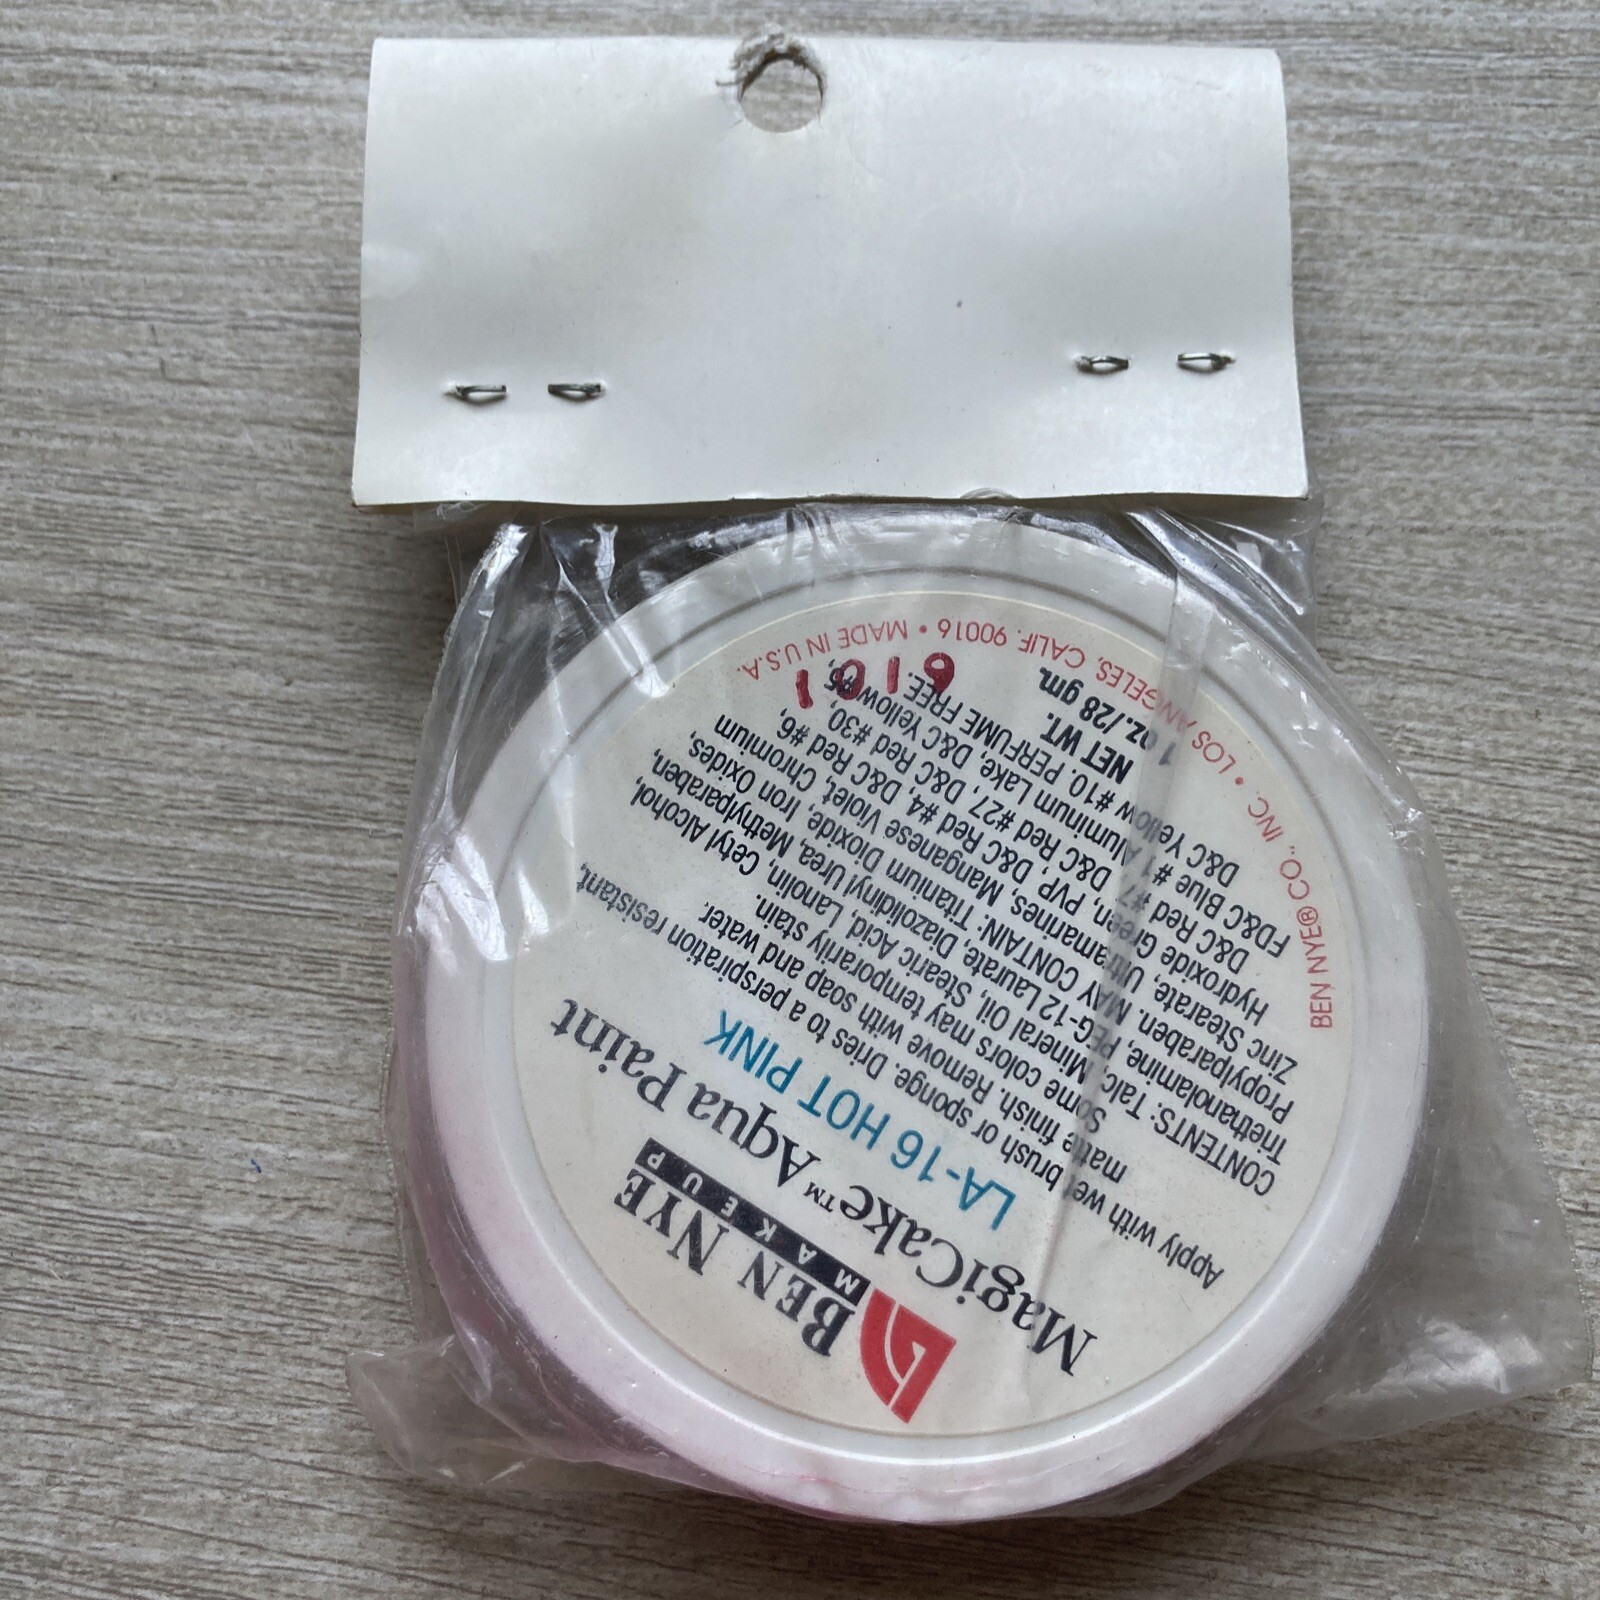 BEN NYE
MAKEUP
MagiCake™ Aqua Paint
LA-16 HOT PINK
Apply with wet brush or sponge. Dries to a perspiration resistant,
matte finish. Remove with soap and water.
Some colors may temporarily stain.
CONTENTS: Talc, Mineral Oil, Stearic Acid, Lanolin, Cetyl Alcohol,
Triethanolamine, PEG-12 Laurate, Diazolidinyl Urea, Methylparaben,
Propylparaben. MAY CONTAIN: Titanium Dioxide, Iron Oxides,
Zinc Stearate, Ultramarines, Manganese Violet, Chromium
Hydroxide Green, PVP, D&C Red #4, D&C Red #6,
D&C Red #7, D&C Red #27, D&C Red #30,
FD&C Blue #1 Aluminum Lake, D&C Yellow #5,
D&C Yellow #10. PERFUME FREE.
NET WT.
1 oz./28 gm.
6101
BEN NYE® CO., INC. • LOS ANGELES, CALIF. 90016 • MADE IN U.S.A.